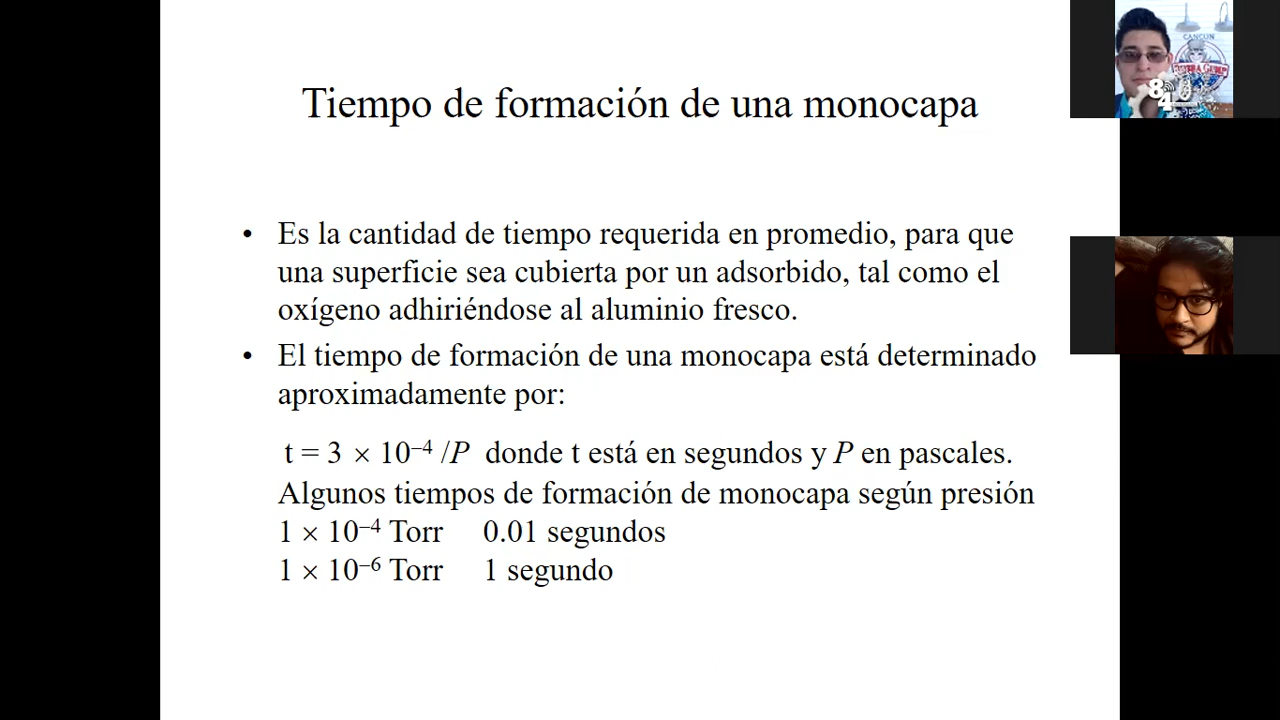 Tiempo de formación de una monocapa
• Es la cantidad de tiempo requerida en promedio, para que
una superficie sea cubierta por un adsorbido, tal como el
oxígeno adhiriéndose al aluminio fresco.
• El tiempo de formación de una monocapa está determinado
aproximadamente por:
t = 3 × 10⁻⁴ /P donde t está en segundos y P en pascales.
Algunos tiempos de formación de monocapa según presión
1 × 10⁻⁴ Torr 0.01 segundos
1 × 10⁻⁶ Torr 1 segundo
CANCUN